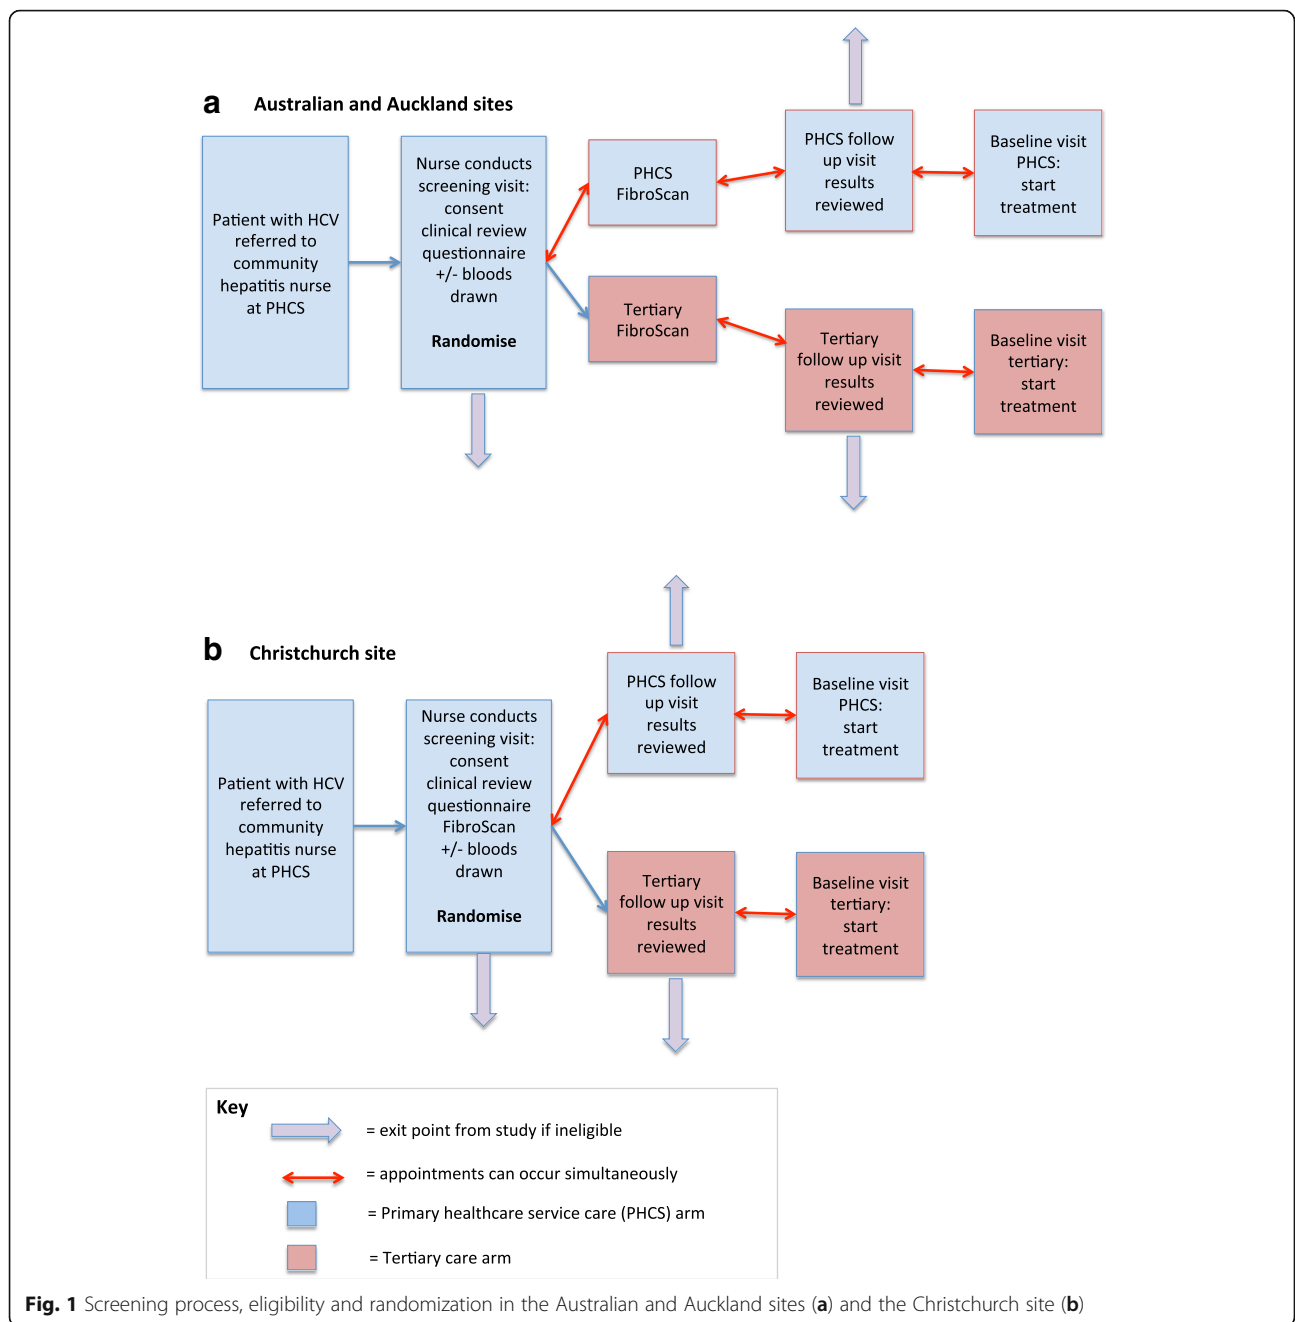 a Australian and Auckland sites
Patient with HCV
referred to
community
hepatitis nurse
at PHCS
Nurse conducts
screening visit:
consent
clinical review
questionnaire
+/- bloods
drawn
Randomise
PHCS
FibroScan
PHCS follow
up visit
results
reviewed
Baseline visit
PHCS:
start
treatment
Tertiary
FibroScan
Tertiary
follow up visit
results
reviewed
Baseline visit
tertiary:
start
treatment
b Christchurch site
Patient with HCV
referred to
community
hepatitis nurse
at PHCS
Nurse conducts
screening visit:
consent
clinical review
questionnaire
FibroScan
+/- bloods
drawn
Randomise
PHCS follow
up visit
results
reviewed
Baseline visit
PHCS:
start
treatment
Tertiary
follow up visit
results
reviewed
Baseline visit
tertiary:
start
treatment
Key
= exit point from study if ineligible
= appointments can occur simultaneously
= Primary healthcare service care (PHCS) arm
= Tertiary care arm
Fig. 1 Screening process, eligibility and randomization in the Australian and Auckland sites (a) and the Christchurch site (b)